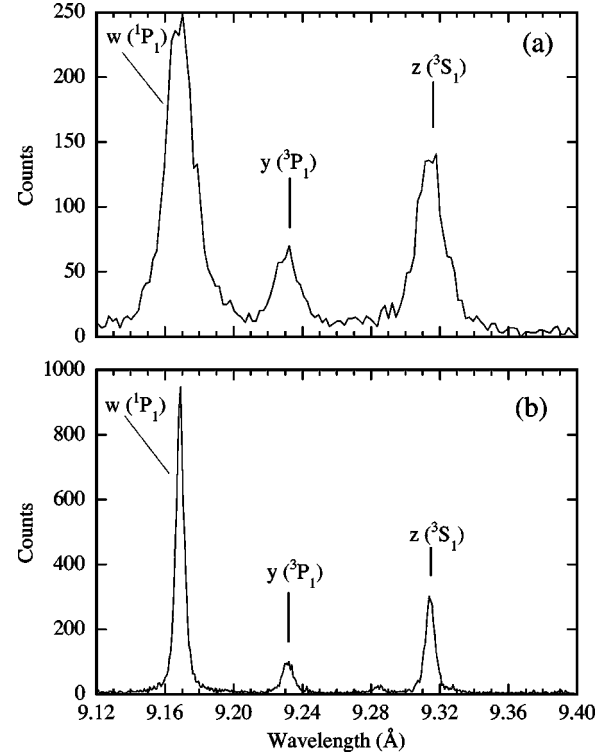 250
200
150
100
50
0
Counts
w (¹P₁)
y (³P₁)
z (³S₁)
(a)
1000
800
600
400
200
0
Counts
w (¹P₁)
y (³P₁)
z (³S₁)
(b)
9.12 9.16 9.20 9.24 9.28 9.32 9.36 9.40
Wavelength (Å)